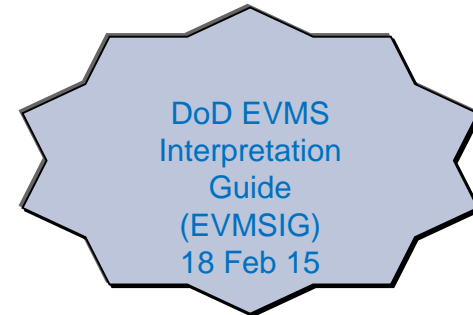 DoD EVMS
Interpretation
Guide
(EVMSIG)
18 Feb 15